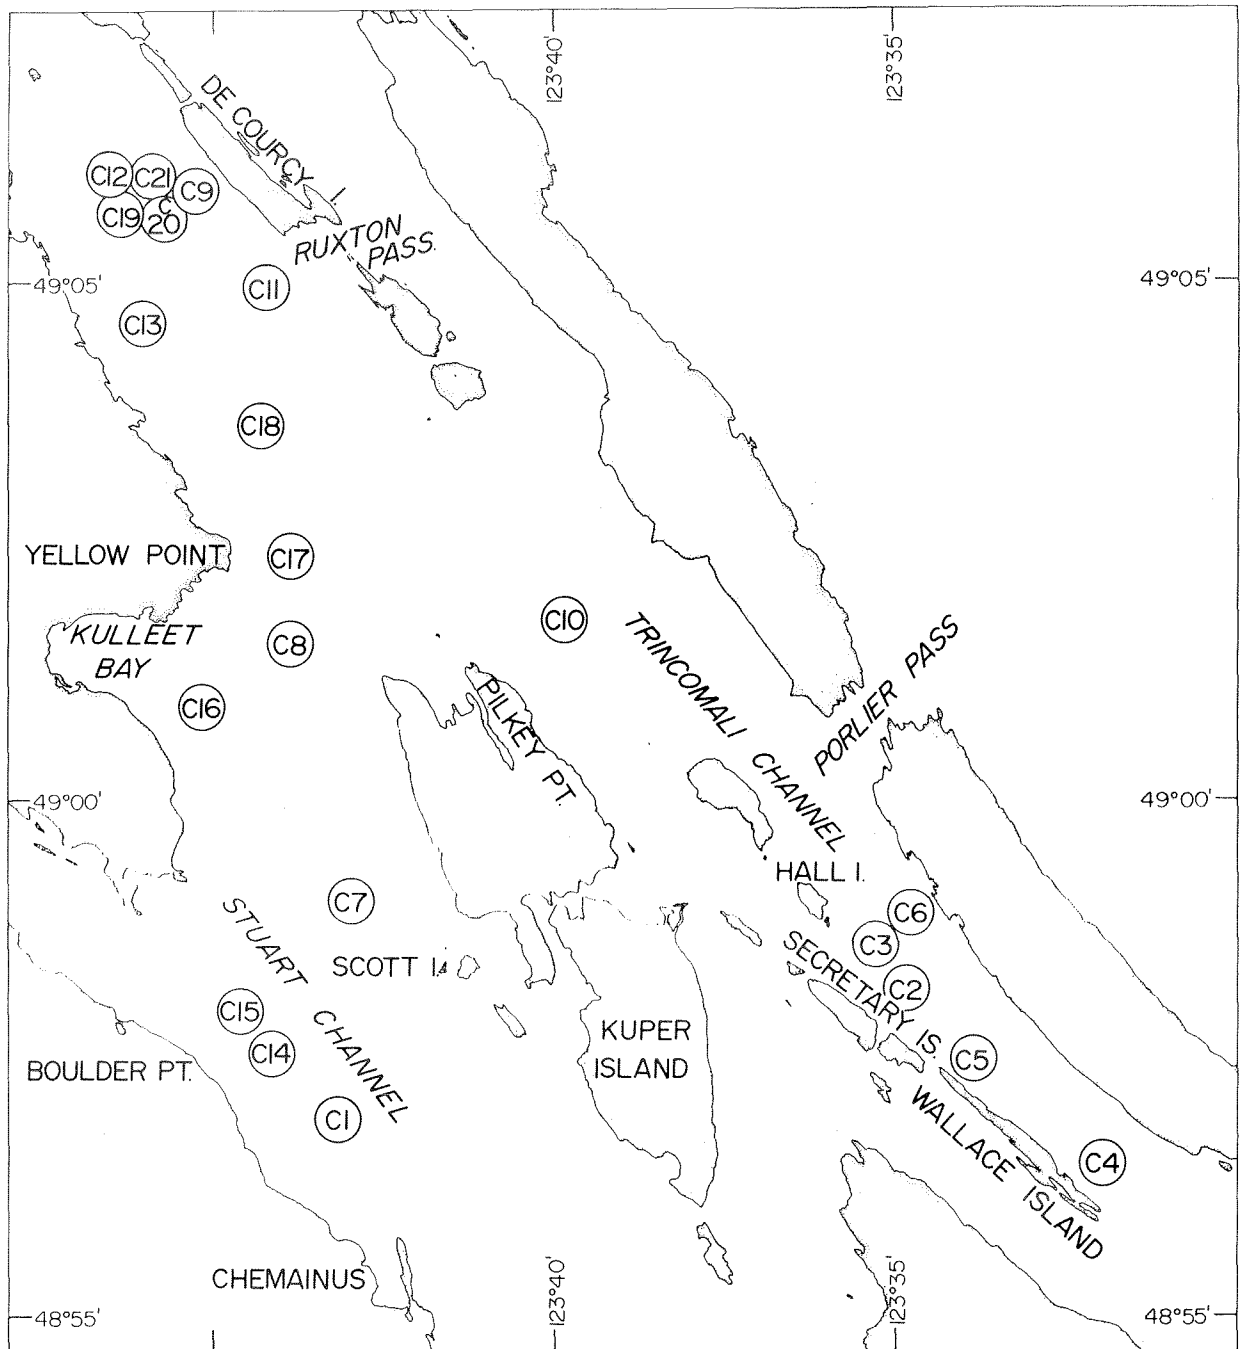 123°40'
123°35'
DE COURCY I.
C12
C21
C9
C19
C
20
RUXTON
PASS.
49°05'
49°05'
C11
C13
C18
YELLOW POINT
C17
C10
KULLEET
BAY
C8
C16
TRINCOMALI CHANNEL
PORLIER PASS
PILKEY PT.
49°00'
49°00'
HALL I.
C7
C6
C3
STUART CHANNEL
SCOTT I.
SECRETARY IS.
C2
C15
C14
KUPER
ISLAND
BOULDER PT.
C5
C1
WALLACE ISLAND
C4
CHEMAINUS
123°40'
123°35'
48°55'
48°55'